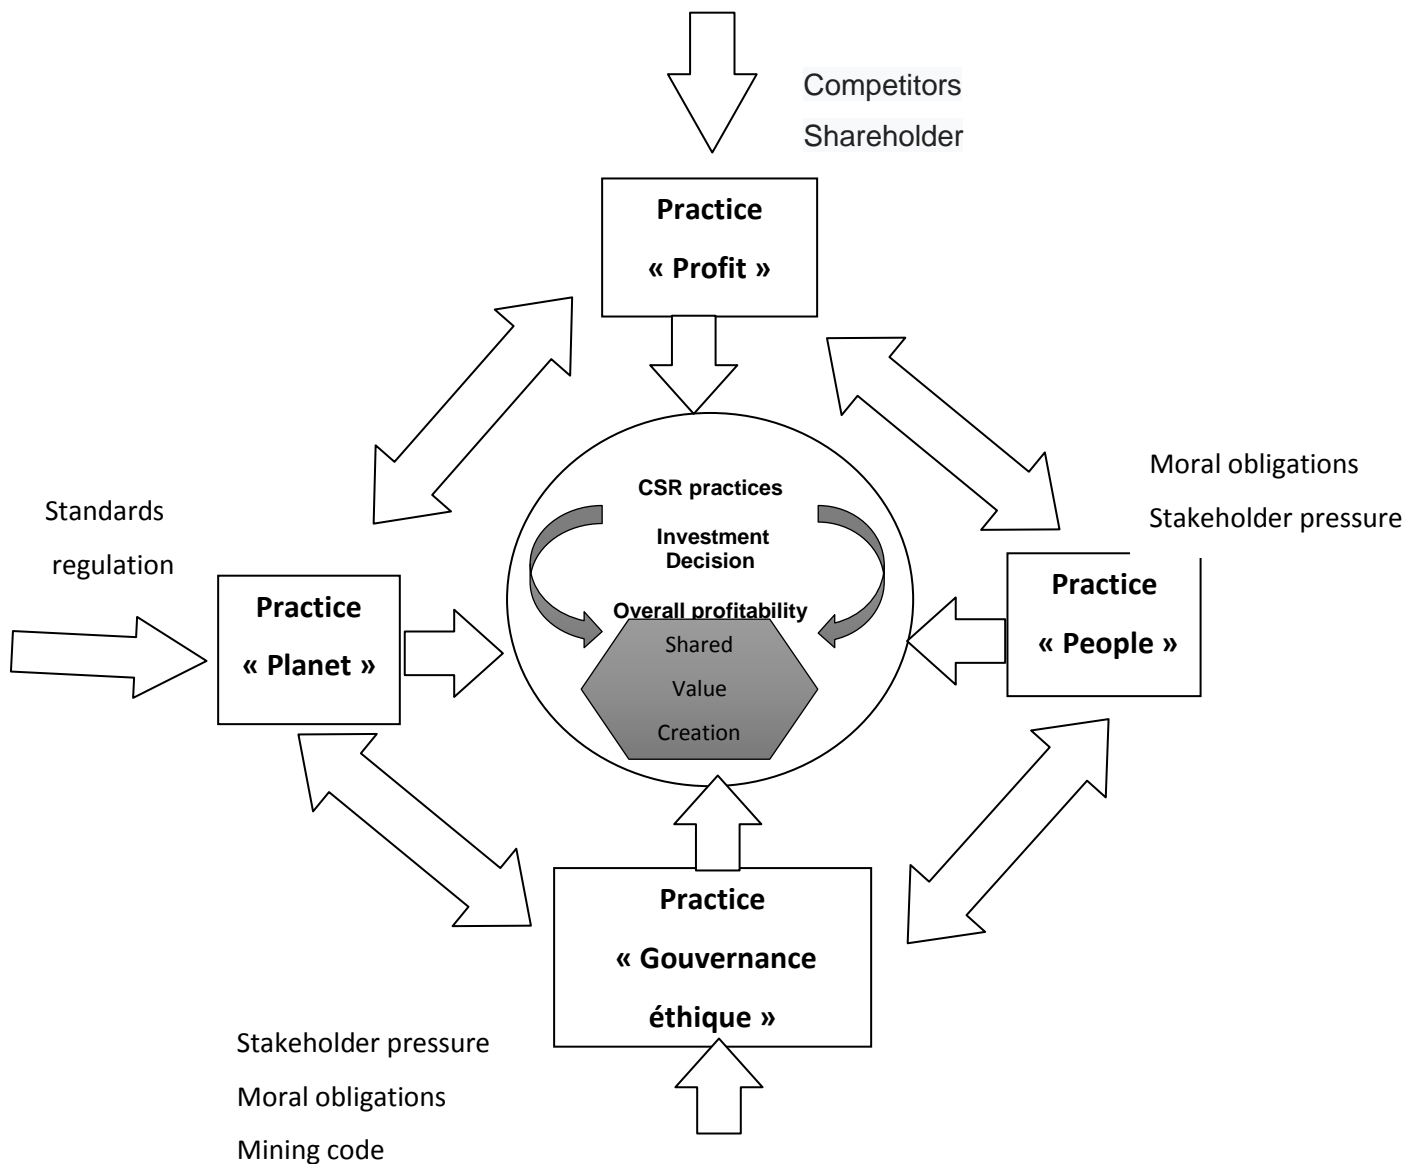 Competitors
Shareholder
Practice
« Profit »
Moral obligations
Stakeholder pressure
Standards
regulation
CSR practices
Investment
Decision
Overall profitability
Shared
Value
Creation
Practice
« Planet »
Practice
« People »
Practice
« Gouvernance
éthique »
Stakeholder pressure
Moral obligations
Mining code